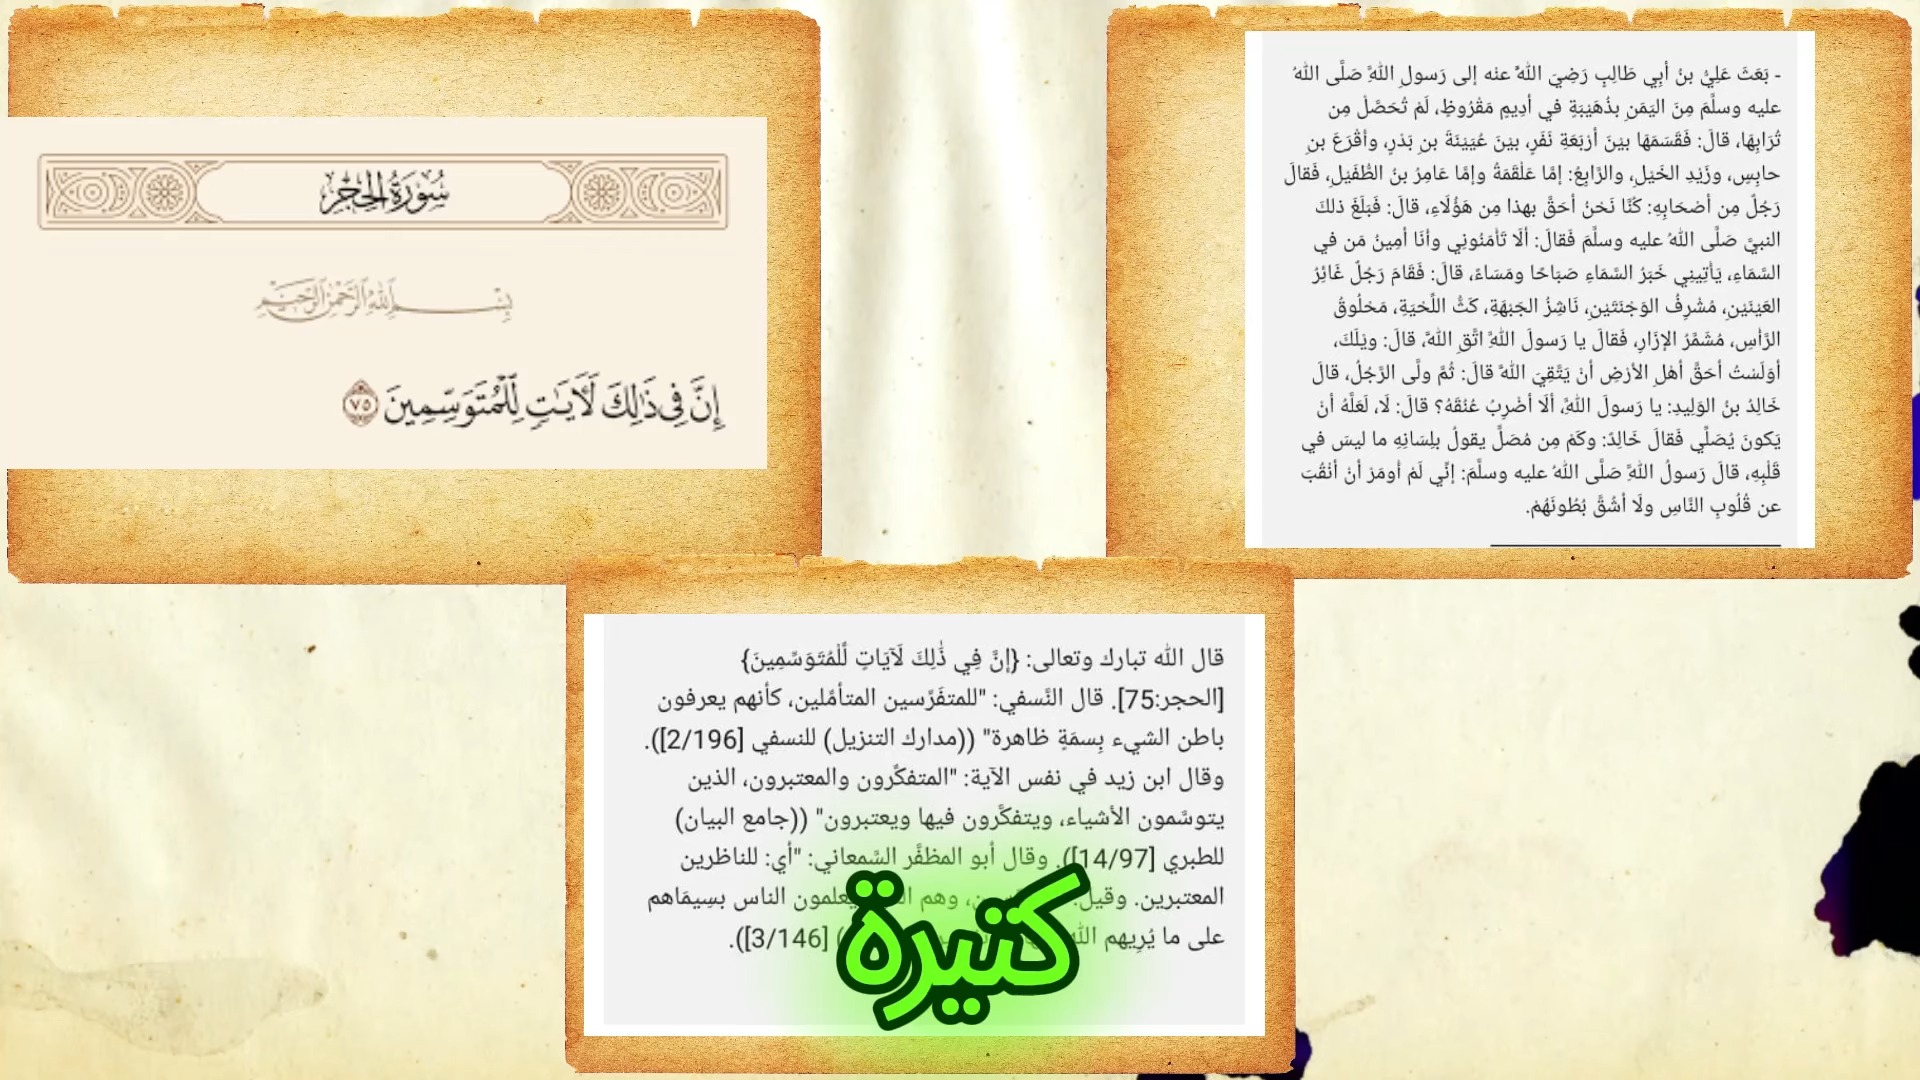 سُورَةُ الحِجْرِ
بِسْمِ اللَّهِ الرَّحْمَٰنِ الرَّحِيمِ
إِنَّ فِي ذَٰلِكَ لَآيَاتٍ لِّلْمُتَوَسِّمِينَ ٧٥
- بَعَثَ عَلِيُّ بنُ أبِي طَالِبٍ رَضِيَ اللَّهُ عنْه إلى رَسولِ اللَّهِ صَلَّى اللهُ
عليه وسلَّمَ مِنَ اليَمَنِ بذُهَيْبَةٍ في أدِيمٍ مَقْرُوظٍ، لَمْ تُحَصَّلْ مِن
تُرَابِهَا، قالَ: فَقَسَمَهَا بيْنَ أرْبَعَةِ نَفَرٍ، بيْنَ عُيَيْنَةَ بنِ بَدْرٍ، وأَقْرَعَ بنِ
حابِسٍ، وزَيْدِ الخَيْلِ، والرَّابِعُ: إمَّا عَلْقَمَةُ وإمَّا عَامِرُ بنُ الطُّفَيْلِ، فَقالَ
رَجُلٌ مِن أصْحَابِهِ: كُنَّا نَحْنُ أحَقَّ بهذا مِن هَؤُلَاءِ، قالَ: فَبَلَغَ ذلكَ
النبيَّ صَلَّى اللهُ عليه وسلَّمَ فَقالَ: ألَا تَأْمَنُونِي وأَنَا أمِينُ مَن في
السَّمَاءِ، يَأْتِينِي خَبَرُ السَّمَاءِ صَبَاحًا ومَسَاءً، قالَ: فَقَامَ رَجُلٌ غَائِرُ
العَيْنَيْنِ، مُشْرِفُ الوَجْنَتَيْنِ، نَاشِزُ الجَبْهَةِ، كَثُّ اللِّحْيَةِ، مَحْلُوقُ
الرَّأْسِ، مُشَمَّرُ الإزَارِ، فَقالَ يا رَسولَ اللَّهِ اتَّقِ اللَّهَ، قالَ: ويْلَكَ،
أوَلَسْتُ أحَقَّ أهْلِ الأرْضِ أنْ يَتَّقِيَ اللَّهَ قالَ: ثُمَّ ولَّى الرَّجُلُ، قالَ
خَالِدُ بنُ الوَلِيدِ: يا رَسولَ اللَّهِ، ألَا أضْرِبُ عُنُقَهُ؟ قالَ: لَا، لَعَلَّهُ أنْ
يَكونَ يُصَلِّي فَقالَ خَالِدٌ: وكَمْ مِن مُصَلٍّ يقولُ بلِسَانِهِ ما ليسَ في
قَلْبِهِ، قالَ رَسولُ اللَّهِ صَلَّى اللهُ عليه وسلَّمَ: إنِّي لَمْ أُومَرْ أنْ أنْقُبَ
عن قُلُوبِ النَّاسِ ولَا أشُقَّ بُطُونَهُمْ.
قال الله تبارك وتعالى: {إِنَّ فِي ذَٰلِكَ لَآيَاتٍ لِّلْمُتَوَسِّمِينَ}
[الحجر:75]. قال النَّسفي: "للمتفَرِّسين المتأمِّلين، كأنهم يعرفون
باطن الشيء بِسمَةٍ ظاهرة" ((مدارك التنزيل) للنسفي [2/196]).
وقال ابن زيد في نفس الآية: "المتفكِّرون والمعتبرون، الذين
يتوسَّمون الأشياء، ويتفكَّرون فيها ويعتبرون" ((جامع البيان)
للطبري [14/97]). وقال أبو المظفَّر السَّمعاني: "أي: للناظرين
المعتبرين. وقيل: وهم يعلمون الناس بسِيمَاهم
على ما يُرِيهم الله [3/146]).
كثيرة